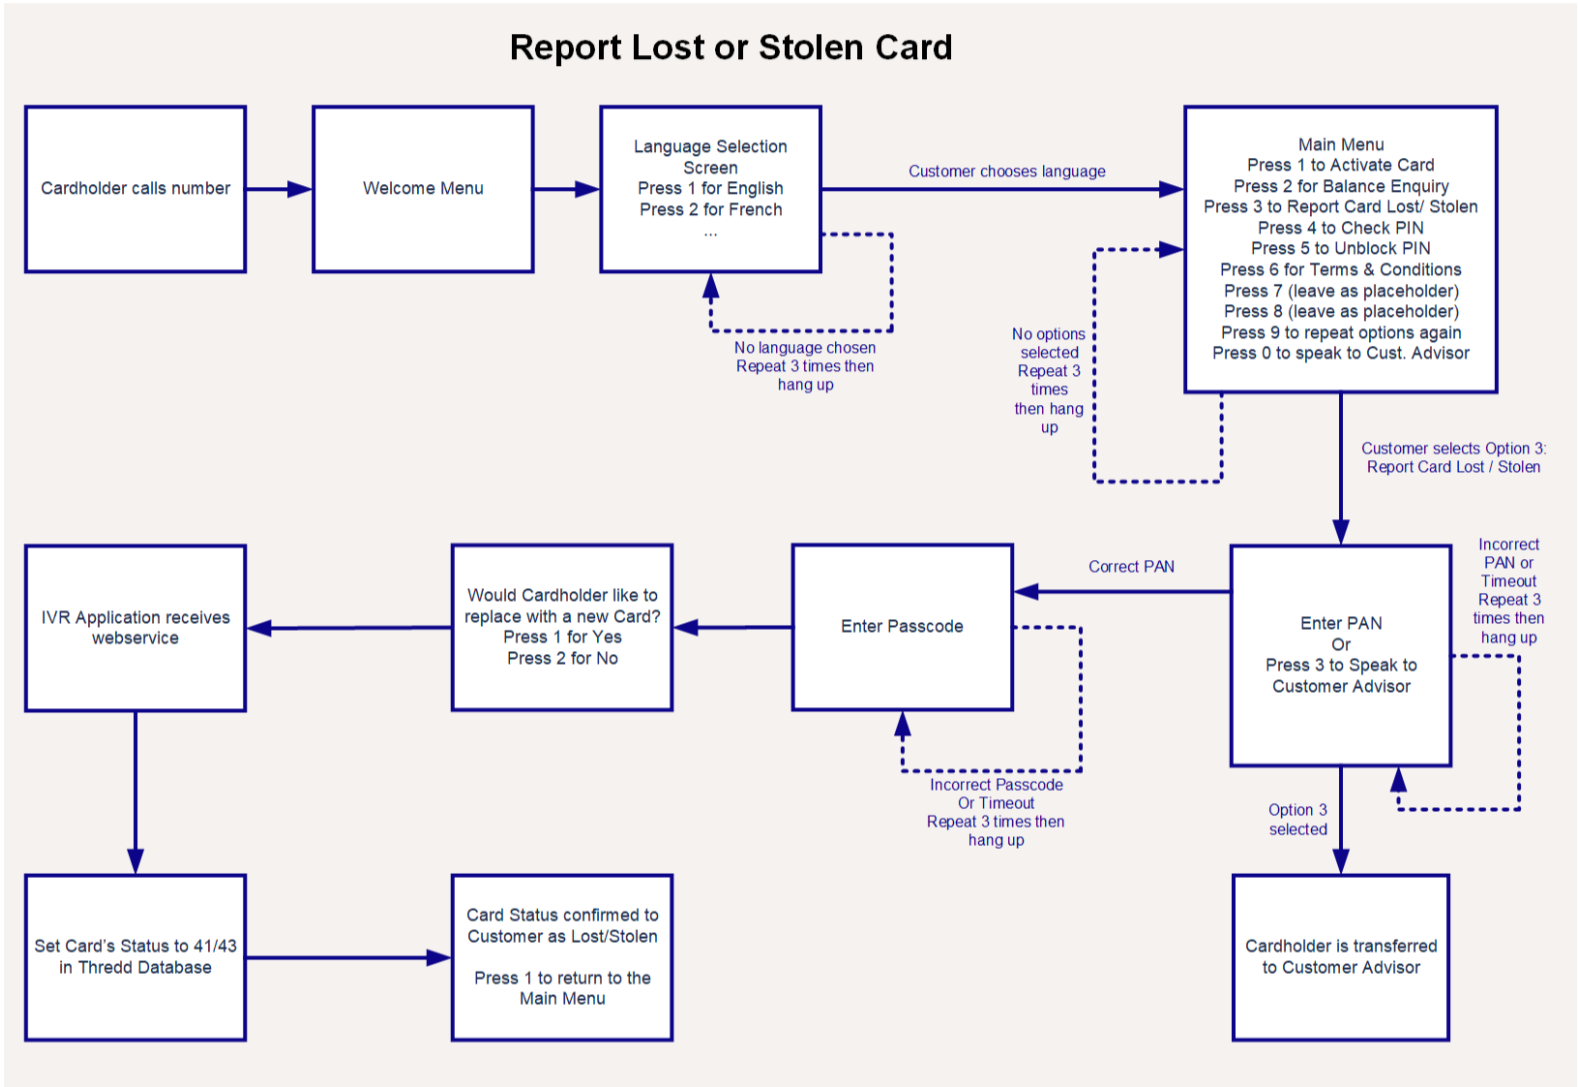 Report Lost or Stolen Card
Cardholder calls number
Welcome Menu
Language Selection
Screen
Press 1 for English
Press 2 for French
...
Customer chooses language
No language chosen
Repeat 3 times then
hang up
Main Menu
Press 1 to Activate Card
Press 2 for Balance Enquiry
Press 3 to Report Card Lost/ Stolen
Press 4 to Check PIN
Press 5 to Unblock PIN
Press 6 for Terms & Conditions
Press 7 (leave as placeholder)
Press 8 (leave as placeholder)
Press 9 to repeat options again
Press 0 to speak to Cust. Advisor
No options
selected
Repeat 3
times
then hang
up
Customer selects Option 3:
Report Card Lost / Stolen
Enter PAN
Or
Press 3 to Speak to
Customer Advisor
Incorrect
PAN or
Timeout
Repeat 3
times then
hang up
Correct PAN
Option 3
selected
Cardholder is transferred
to Customer Advisor
Enter Passcode
Incorrect Passcode
Or Timeout
Repeat 3 times then
hang up
Would Cardholder like to
replace with a new Card?
Press 1 for Yes
Press 2 for No
IVR Application receives
webservice
Set Card's Status to 41/43
in Thredd Database
Card Status confirmed to
Customer as Lost/Stolen
Press 1 to return to the
Main Menu